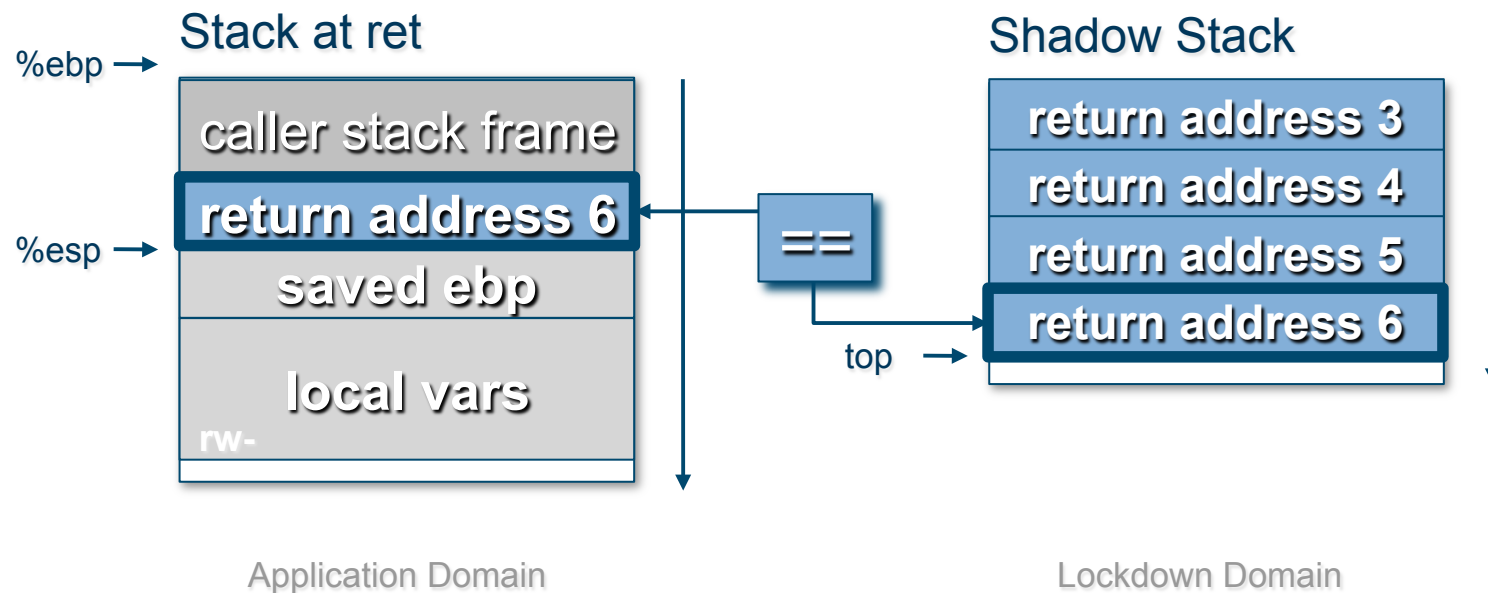 Stack at ret
%ebp
caller stack frame
return address 6
%esp
saved ebp
local vars
rw-
==
Shadow Stack
return address 3
return address 4
return address 5
return address 6
top
Application Domain
Lockdown Domain